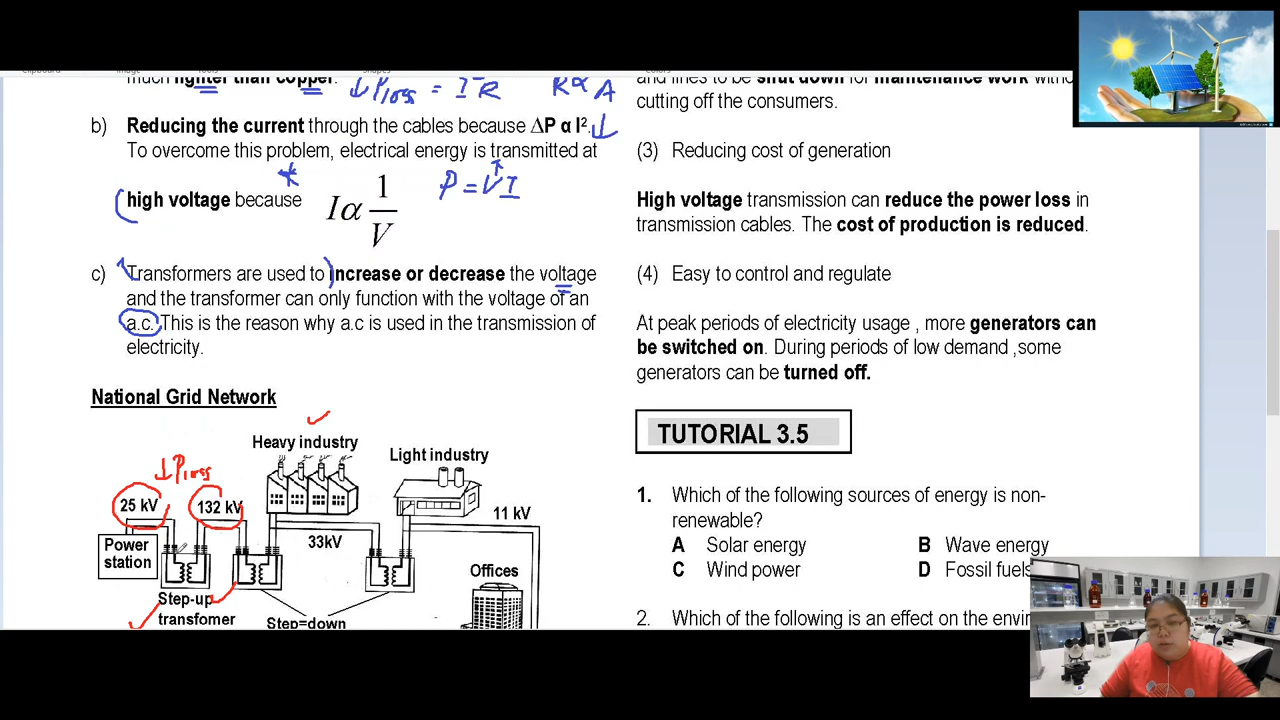 much lighter than copper.
↓ Ploss = I² R
R α A
b) Reducing the current through the cables because ΔP α I².
To overcome this problem, electrical energy is transmitted at
high voltage because
I α 1/V
P = VI
c) Transformers are used to increase or decrease the voltage
and the transformer can only function with the voltage of an
a.c. This is the reason why a.c is used in the transmission of
electricity.
National Grid Network
Heavy industry
Light industry
↓ Ploss
25 kV
132 kV
11 kV
33kV
Power
station
Offices
Step-up
transfomer
Step=down
and lines to be shut down for maintenance work
cutting off the consumers.
(3) Reducing cost of generation
High voltage transmission can reduce the power loss in
transmission cables. The cost of production is reduced.
(4) Easy to control and regulate
At peak periods of electricity usage , more generators can
be switched on. During periods of low demand ,some
generators can be turned off.
TUTORIAL 3.5
1. Which of the following sources of energy is non-
renewable?
A Solar energy B Wave energy
C Wind power D Fossil fuels
2. Which of the following is an effect on the